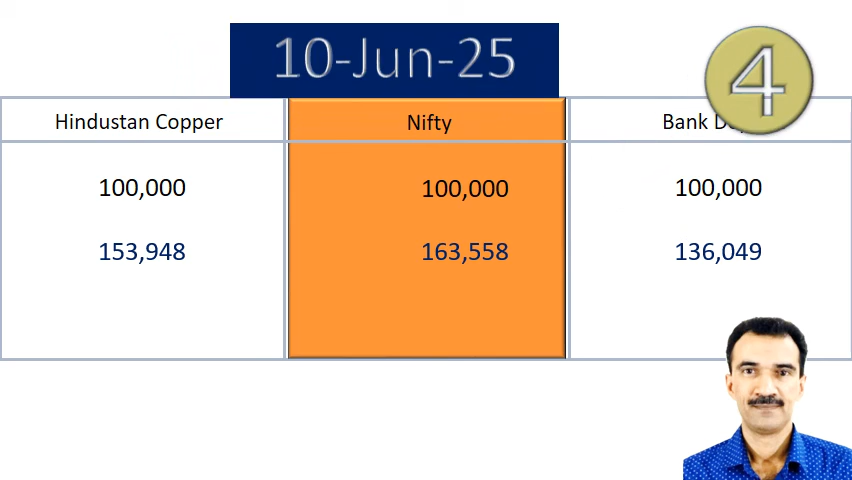 10-Jun-25
4
Hindustan Copper Nifty Bank
100,000 100,000 100,000
153,948 163,558 136,049